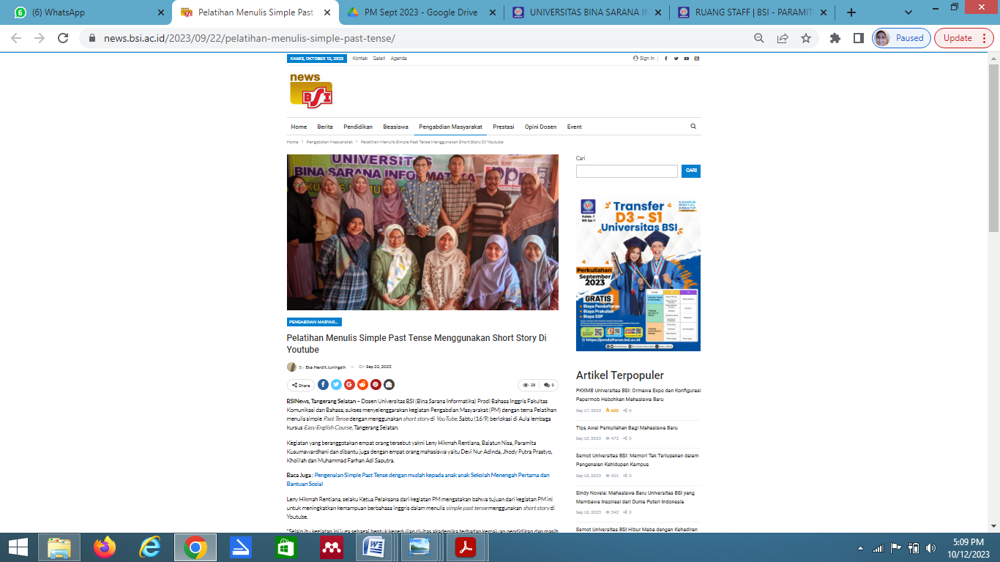 (6) WhatsApp
Pelatihan Menulis Simple Past T
PM Sept 2023 - Google Drive
UNIVERSITAS BINA SARANA IN
RUANG STAFF | BSI - PARAMIT
news.bsi.ac.id/2023/09/22/pelatihan-menulis-simple-past-tense/
Paused
Update
KAMIS, OKTOBER 12, 2023
Kontak Galeri Agenda
Sign in
news
BSI
Home Berita Pendidikan Beasiswa Pengabdian Masyarakat Prestasi Opini Dosen Event
Home > Pengabdian Masyarakat > Pelatihan Menulis Simple Past Tense Menggunakan Short Story Di Youtube
UNIVERSITAS
BINA SARANA INFORMATIKA
PENGABDIAN MASYAR...
Pelatihan Menulis Simple Past Tense Menggunakan Short Story Di
Youtube
By Eka Herdit Juningsih — On Sep 22, 2023
Share
28 0
BSINews, Tangerang Selatan – Dosen Universitas BSI (Bina Sarana Informatika) Prodi Bahasa Inggris Fakultas
Komunikasi dan Bahasa, sukses menyelenggarakan kegiatan Pengabdian Masyarakat (PM) dengan tema Pelatihan
menulis simple Past Tense dengan menggunakan short story di YouTube, Sabtu (16/9) berlokasi di Aula lembaga
kursus Easy English Course, Tangerang Selatan.
Kegiatan yang beranggotakan empat orang tersebut yakni Leny Hikmah Rentiana, Baiatun Nisa, Paramita
Kusumawardhani dan dibantu juga dengan empat orang mahasiswa yaitu Devi Nur Adinda, Jhody Putra Prastyo,
Kholilah dan Muhammad Farhan Adi Saputra.
Baca Juga : Pengenalan Simple Past Tense dengan mudah kepada anak anak Sekolah Menengah Pertama dan
Bantuan Sosial
Leny Hikmah Rentiana, selaku Ketua Pelaksana dari kegiatan PM mengatakan bahwa tujuan dari kegiatan PM ini
untuk meningkatkan kemampuan berbahasa inggris dalam menulis simple past tense menggunakan short story di
Youtube.
"Selain itu kegiatan ini juga sebagai bentuk kepedulian civitas akademika terhadap kemajuan pendidikan dan masih
Cari
CARI
KAMPUS
DIGITAL
KREATIF
Kuliah..?
BSI Aja !!
Transfer
D3 – S1
Universitas BSI
Perkuliahan
September
2023
GRATIS
Biaya Pendaftaran
Biaya Prakuliah
Biaya SSP
https://pendaftaran.bsi.ac.id
Artikel Terpopuler
PKKMB Universitas BSI: Ormawa Expo dan Konfigurasi
Papermob Hebohkan Mahasiswa Baru
Sep 17, 2023 668 0
Tips Awal Perkuliahan Bagi Mahasiswa Baru
Sep 15, 2023 472 0
Semot Universitas BSI: Memori Tak Terlupakan dalam
Pengenalan Kehidupan Kampus
Sep 18, 2023 421 0
Sindy Novela: Mahasiswa Baru Universitas BSI yang
Membawa Inspirasi dari Dunia Puteri Indonesia
Sep 18, 2023 342 0
Semot Universitas BSI Hibur Maba dengan Kehadiran
5:09 PM
10/12/2023